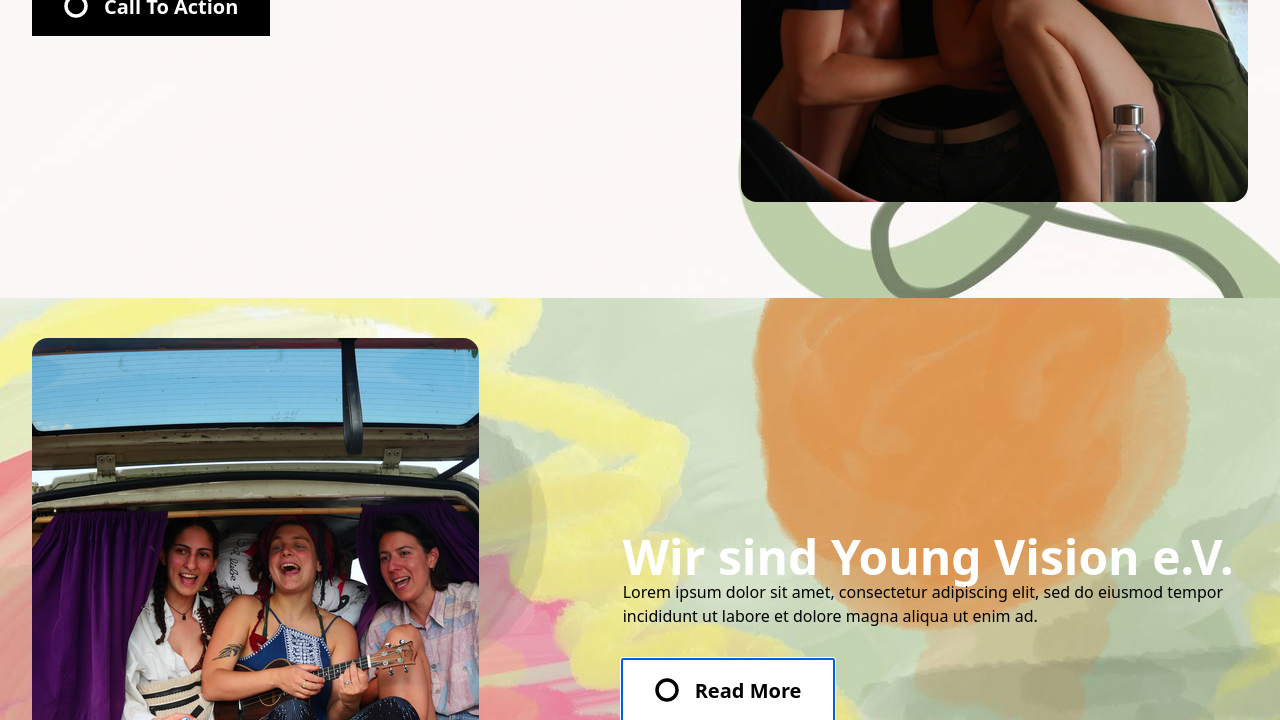 Call To Action
Wir sind Young Vision e.V.
Lorem ipsum dolor sit amet, consectetur adipiscing elit, sed do eiusmod tempor
incididunt ut labore et dolore magna aliqua ut enim ad.
Read More